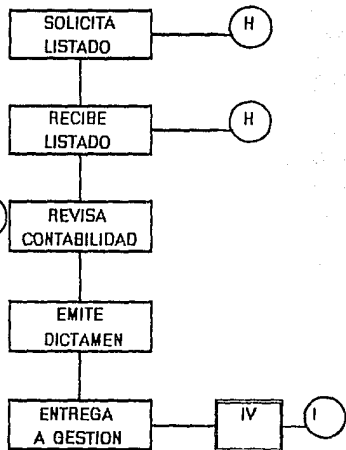 SOLICITA
LISTADO
H
RECIBE
LISTADO
H
REVISA
CONTABILIDAD
EMITE
DICTAMEN
ENTREGA
A GESTION
IV
I